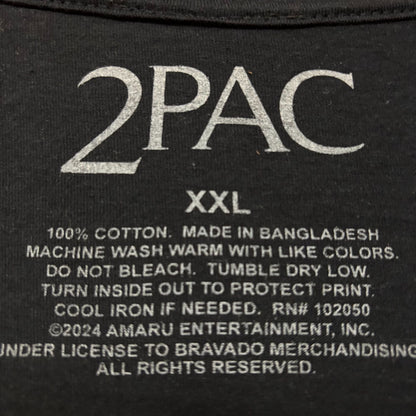 2PAC
XXL
100% COTTON. MADE IN BANGLADESH
MACHINE WASH WARM WITH LIKE COLORS.
DO NOT BLEACH. TUMBLE DRY LOW.
TURN INSIDE OUT TO PROTECT PRINT.
COOL IRON IF NEEDED. RN# 102050
©2024 AMARU ENTERTAINMENT, INC.
UNDER LICENSE TO BRAVADO MERCHANDISING
ALL RIGHTS RESERVED.